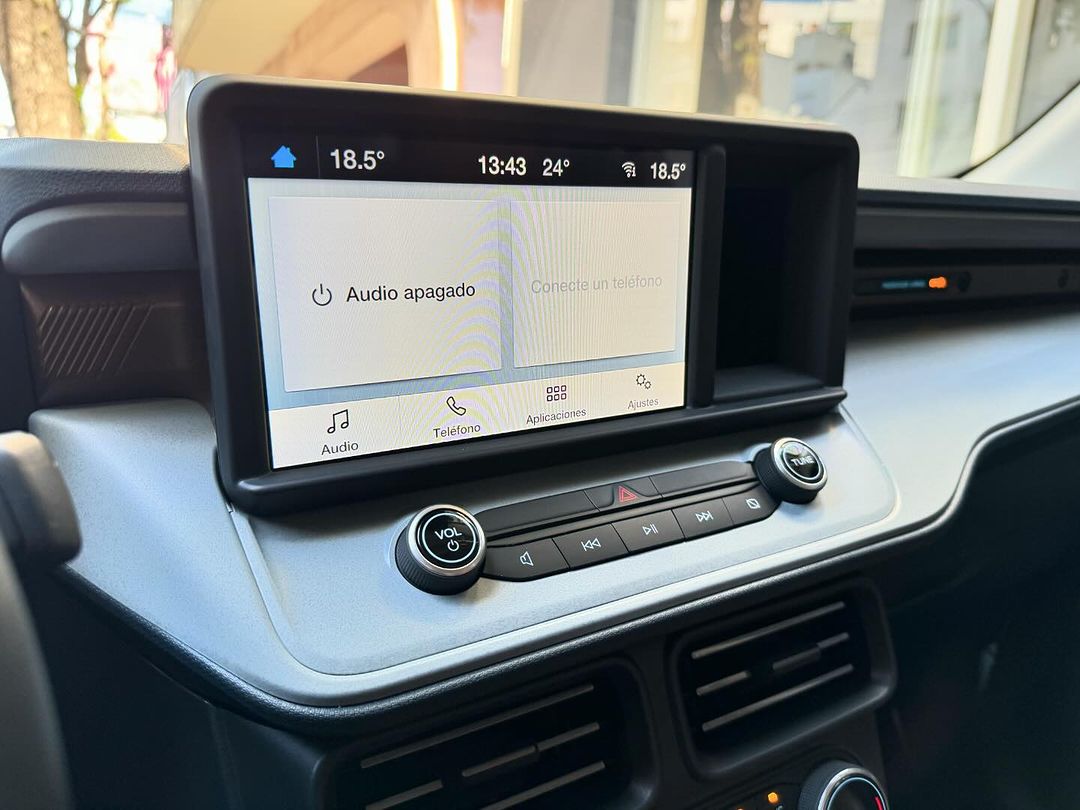 18.5°
13:43 24°
18.5°
Audio apagado
Conecte un teléfono
Audio
Teléfono
Aplicaciones
Ajustes
VOL
TUNE